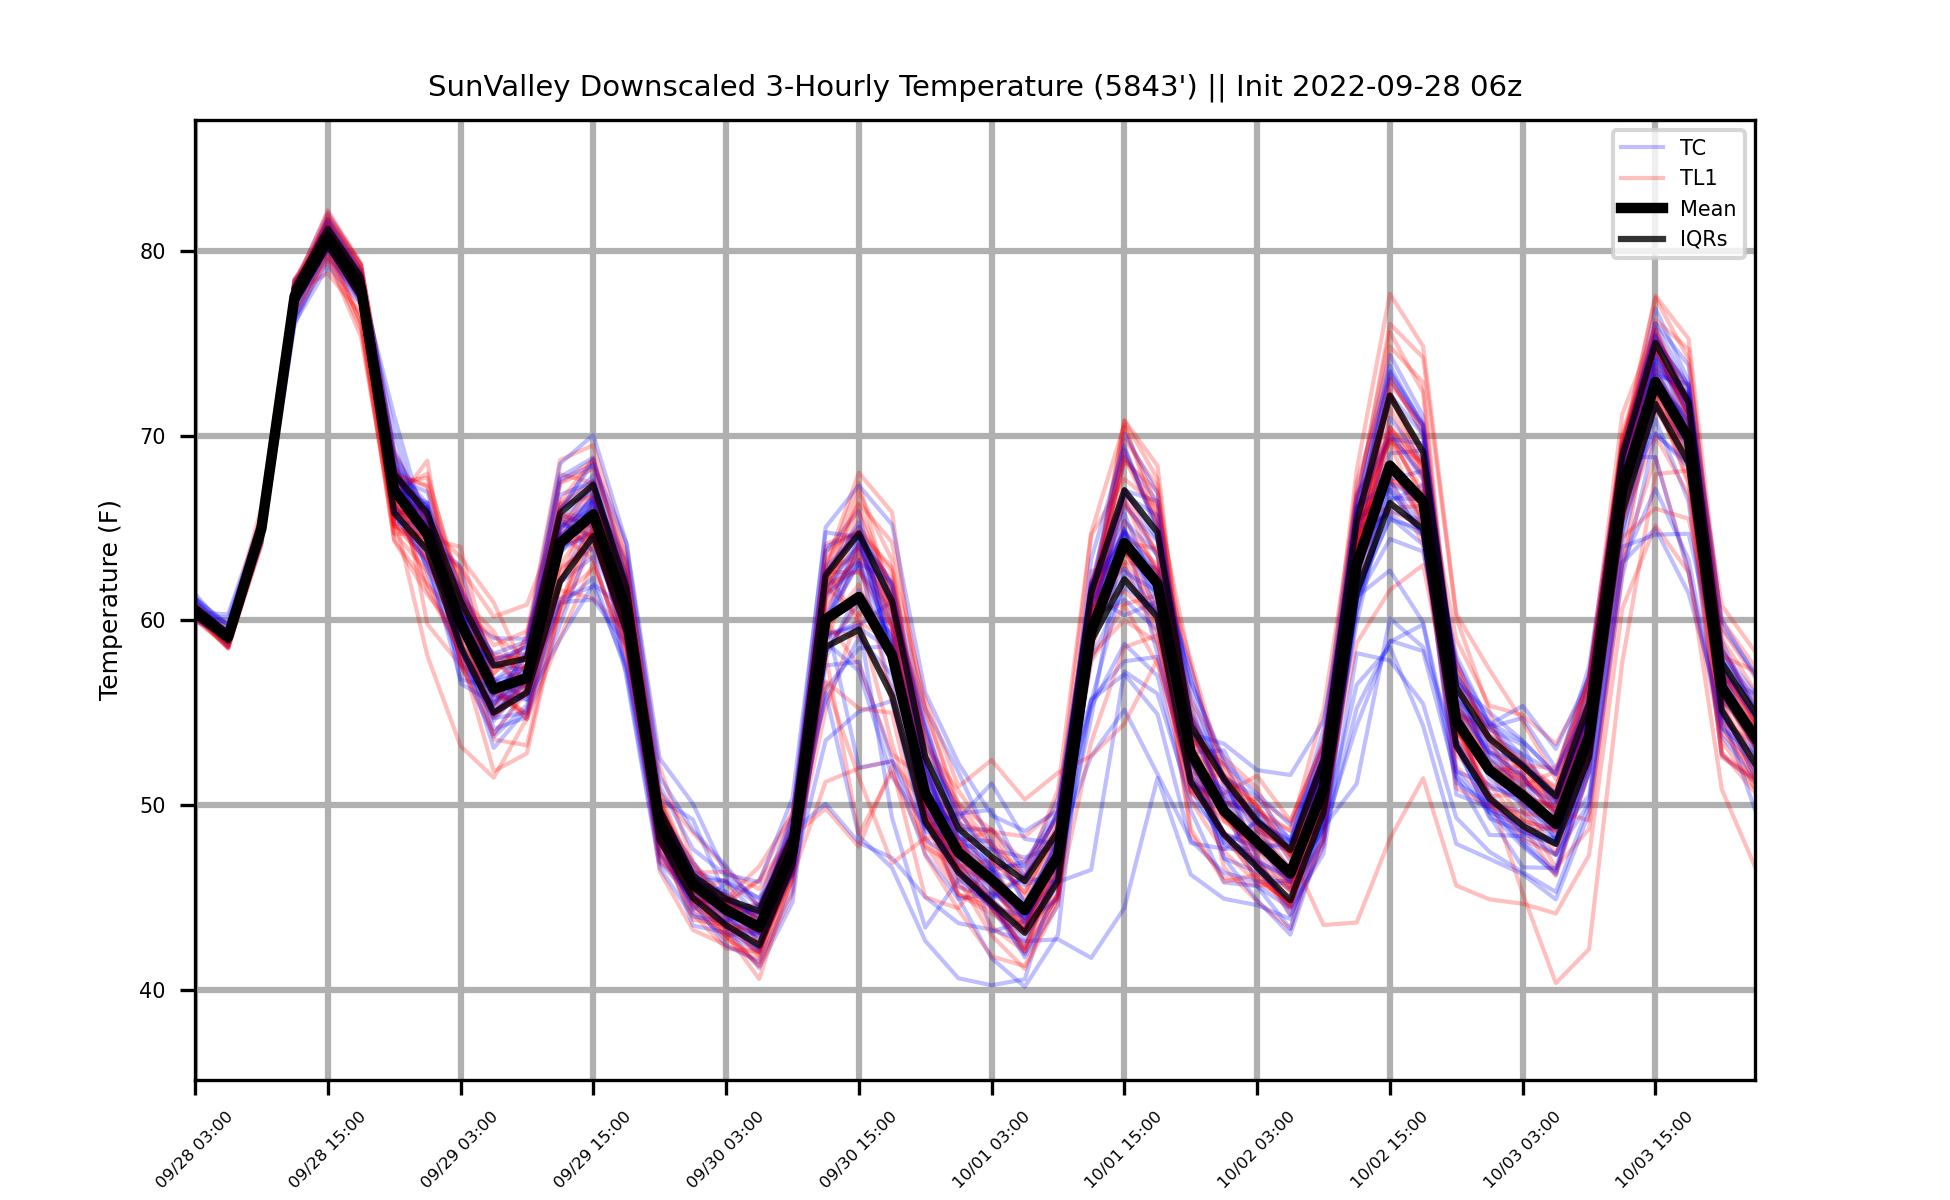 SunValley Downscaled 3-Hourly Temperature (5843') || Init 2022-09-28 06z
TC
TL1
Mean
IQRs
Temperature (F)
80
70
60
50
40
09/28 03:00
09/28 15:00
09/29 03:00
09/29 15:00
09/30 03:00
09/30 15:00
10/01 03:00
10/01 15:00
10/02 03:00
10/02 15:00
10/03 03:00
10/03 15:00